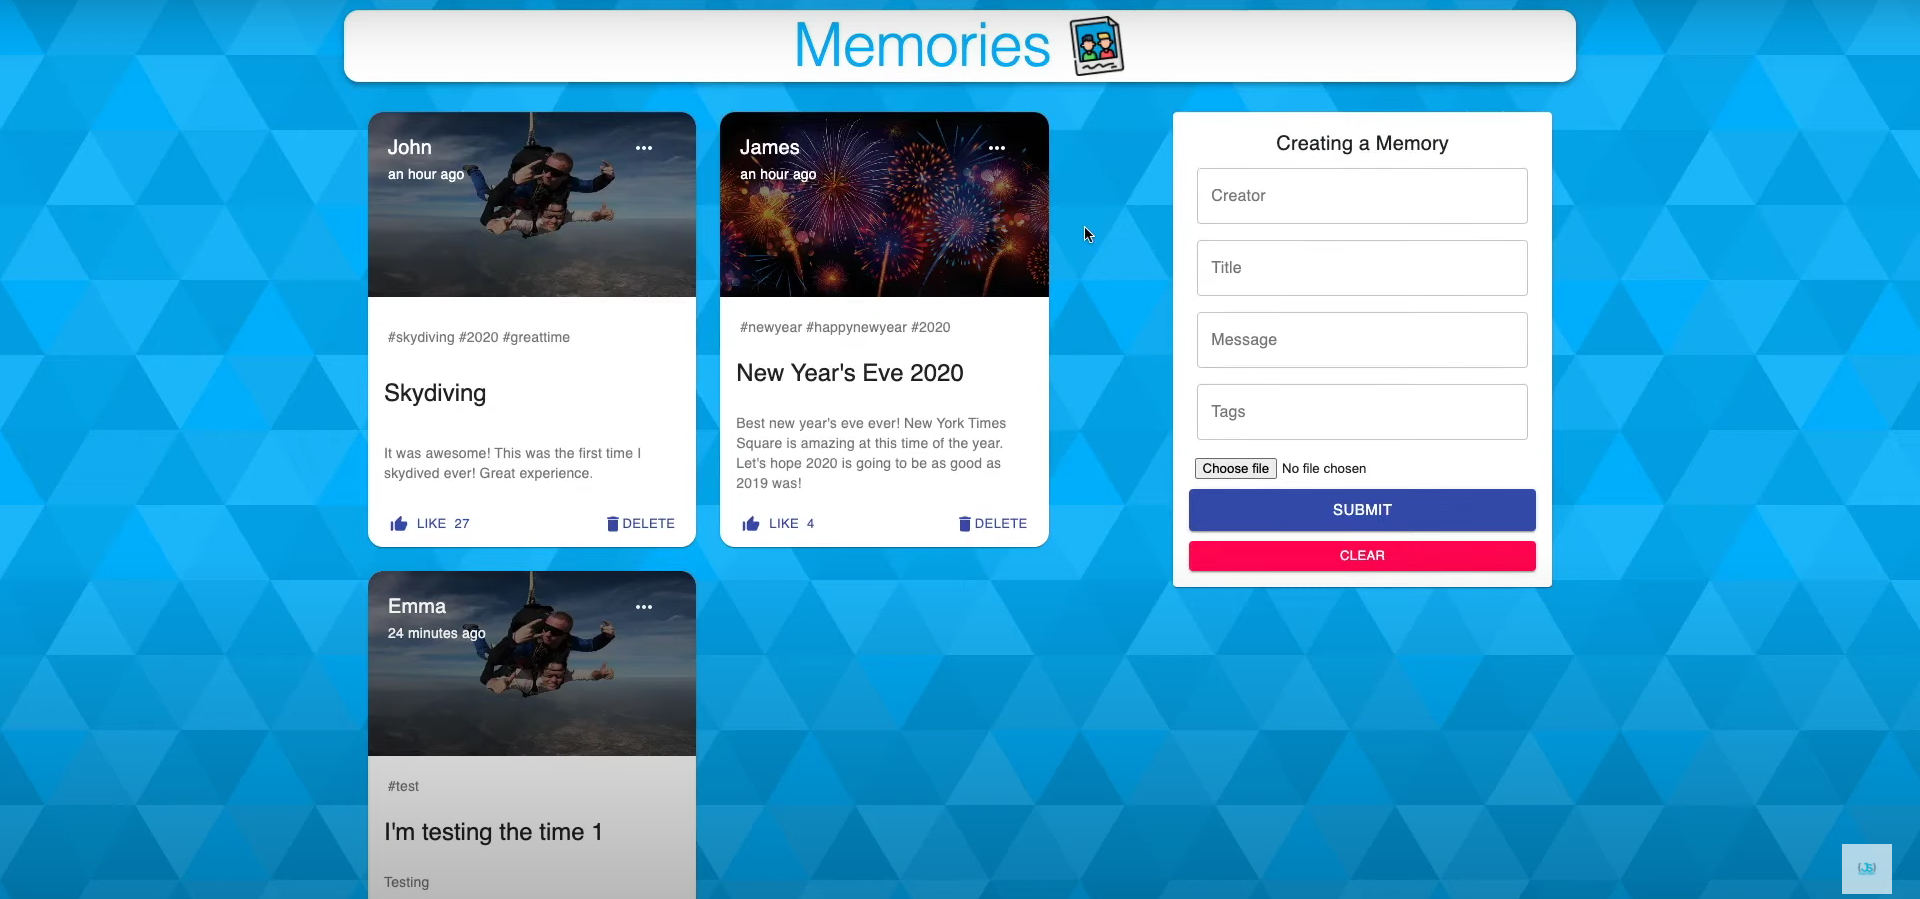 Memories
John
an hour ago
#skydiving #2020 #greattime
Skydiving
It was awesome! This was the first time I
skydived ever! Great experience.
LIKE 27
DELETE
James
an hour ago
#newyear #happynewyear #2020
New Year's Eve 2020
Best new year's eve ever! New York Times
Square is amazing at this time of the year.
Let's hope 2020 is going to be as good as
2019 was!
LIKE 4
DELETE
Emma
24 minutes ago
#test
I'm testing the time 1
Testing
Creating a Memory
Creator
Title
Message
Tags
Choose file No file chosen
SUBMIT
CLEAR
(JS)